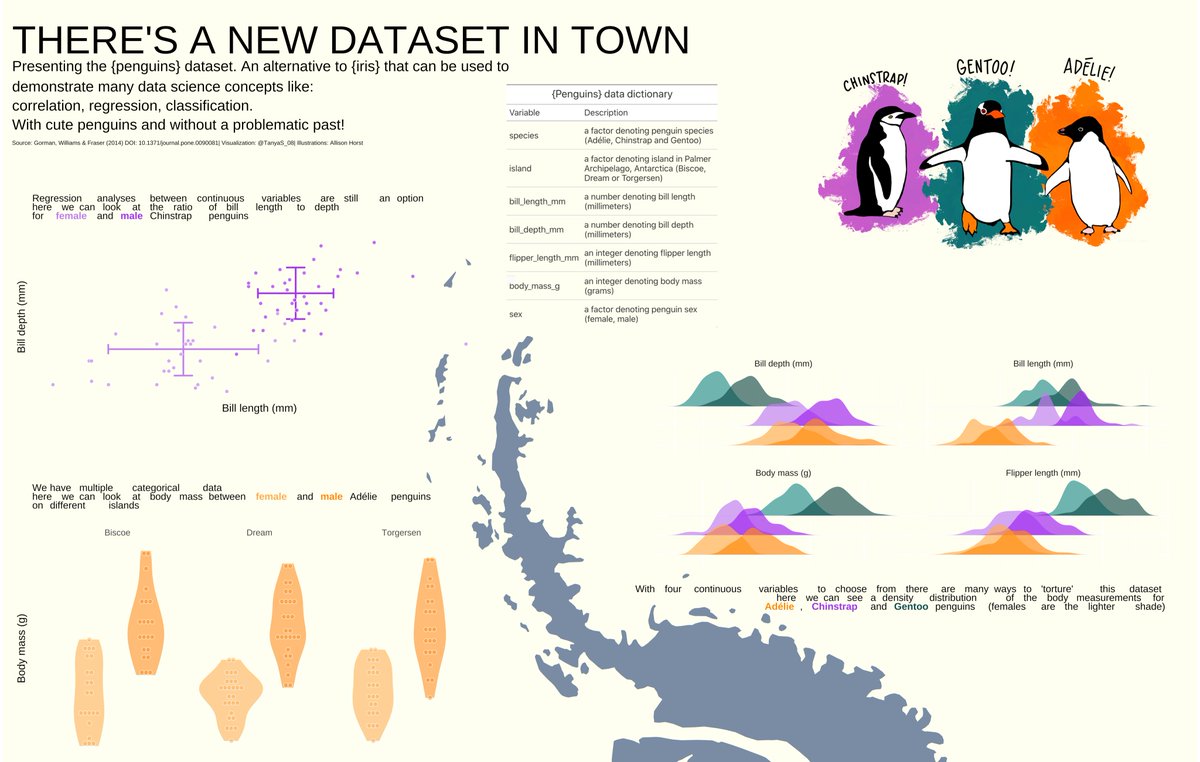 THERE'S A NEW DATASET IN TOWN
Presenting the {penguins} dataset. An alternative to {iris} that can be used to
demonstrate many data science concepts like:
correlation, regression, classification.
With cute penguins and without a problematic past!
Source: Gorman, Williams & Fraser (2014) DOI: 10.1371/journal.pone.0090081| Visualization: @TanyaS_08| Illustrations: Allison Horst
CHINSTRAP!
GENTOO!
ADÉLIE!
{Penguins} data dictionary
Variable Description
species a factor denoting penguin species
(Adélie, Chinstrap and Gentoo)
island a factor denoting island in Palmer
Archipelago, Antarctica (Biscoe,
Dream or Torgersen)
bill_length_mm a number denoting bill length
(millimeters)
bill_depth_mm a number denoting bill depth
(millimeters)
flipper_length_mm an integer denoting flipper length
(millimeters)
body_mass_g an integer denoting body mass
(grams)
sex a factor denoting penguin sex
(female, male)
Regression analyses between continuous variables are still an option
here we can look at the ratio of bill length to depth
for female and male Chinstrap penguins
Bill depth (mm)
Bill length (mm)
We have multiple categorical data
here we can look at body mass between female and male Adélie penguins
on different islands
Biscoe Dream Torgersen
Body mass (g)
Bill depth (mm) Bill length (mm)
Body mass (g) Flipper length (mm)
With four continuous variables to choose from there are many ways to 'torture' this dataset
here we can see a density distribution of the body measurements for
Adélie , Chinstrap and Gentoo penguins (females are the lighter shade)